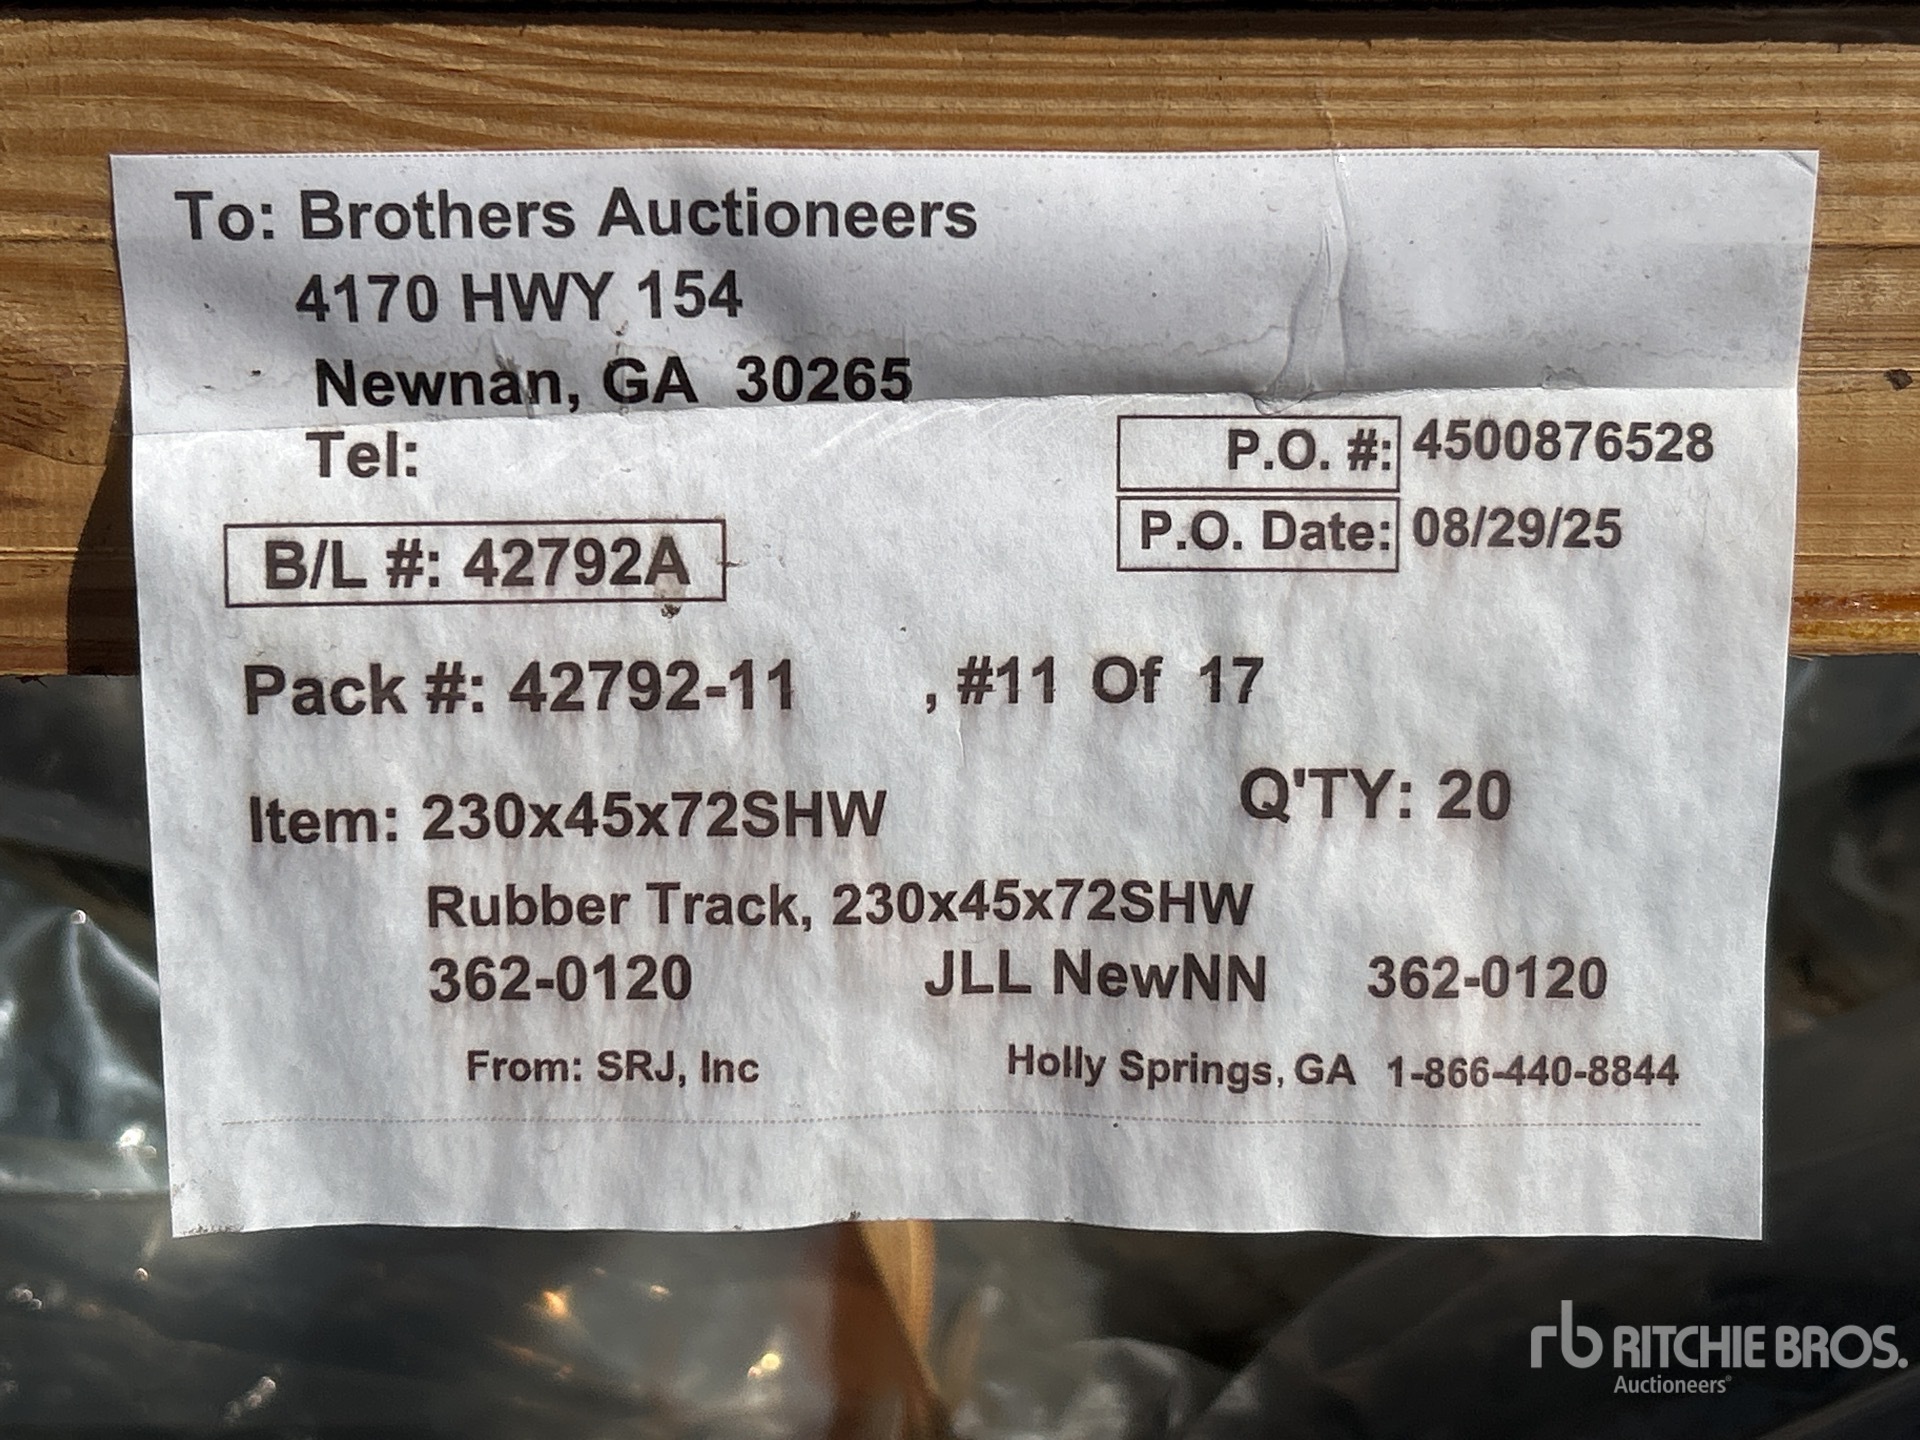 To: Brothers Auctioneers
4170 HWY 154
Newnan, GA 30265
Tel:
P.O. #: 4500876528
P.O. Date: 08/29/25
B/L #: 42792A
Pack #: 42792-11 , #11 Of 17
Item: 230x45x72SHW Q'TY: 20
Rubber Track, 230x45x72SHW
362-0120 JLL NewNN 362-0120
From: SRJ, Inc Holly Springs, GA 1-866-440-8844
rb RITCHIE BROS.
Auctioneers®